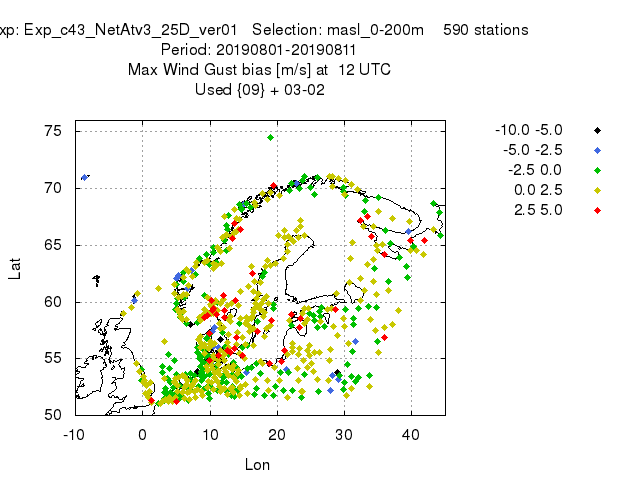 xp: Exp_c43_NetAtv3_25D_ver01 Selection: masl_0-200m 590 stations
Period: 20190801-20190811
Max Wind Gust bias [m/s] at 12 UTC
Used {09} + 03-02
-10.0 -5.0
-5.0 -2.5
-2.5 0.0
0.0 2.5
2.5 5.0
75
70
65
60
55
50
Lat
-10 0 10 20 30 40
Lon